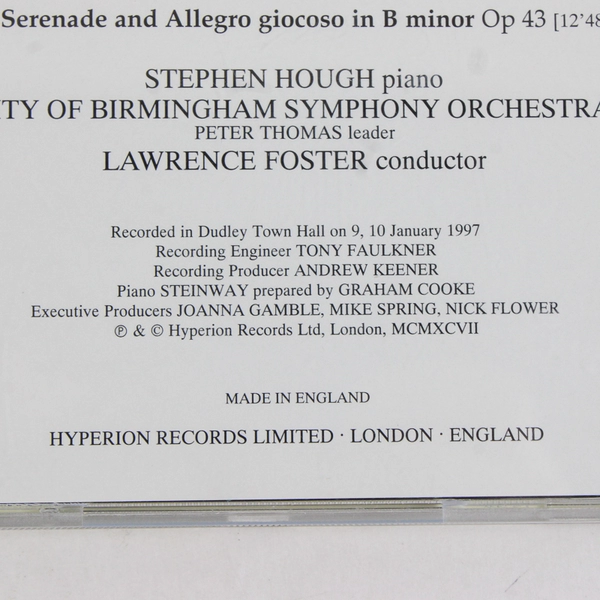 Serenade and Allegro giocoso in B minor Op 43 [12'48
STEPHEN HOUGH piano
ITY OF BIRMINGHAM SYMPHONY ORCHESTRA
PETER THOMAS leader
LAWRENCE FOSTER conductor
Recorded in Dudley Town Hall on 9, 10 January 1997
Recording Engineer TONY FAULKNER
Recording Producer ANDREW KEENER
Piano STEINWAY prepared by GRAHAM COOKE
Executive Producers JOANNA GAMBLE, MIKE SPRING, NICK FLOWER
℗ & © Hyperion Records Ltd, London, MCMXCVII
MADE IN ENGLAND
HYPERION RECORDS LIMITED · LONDON · ENGLAND